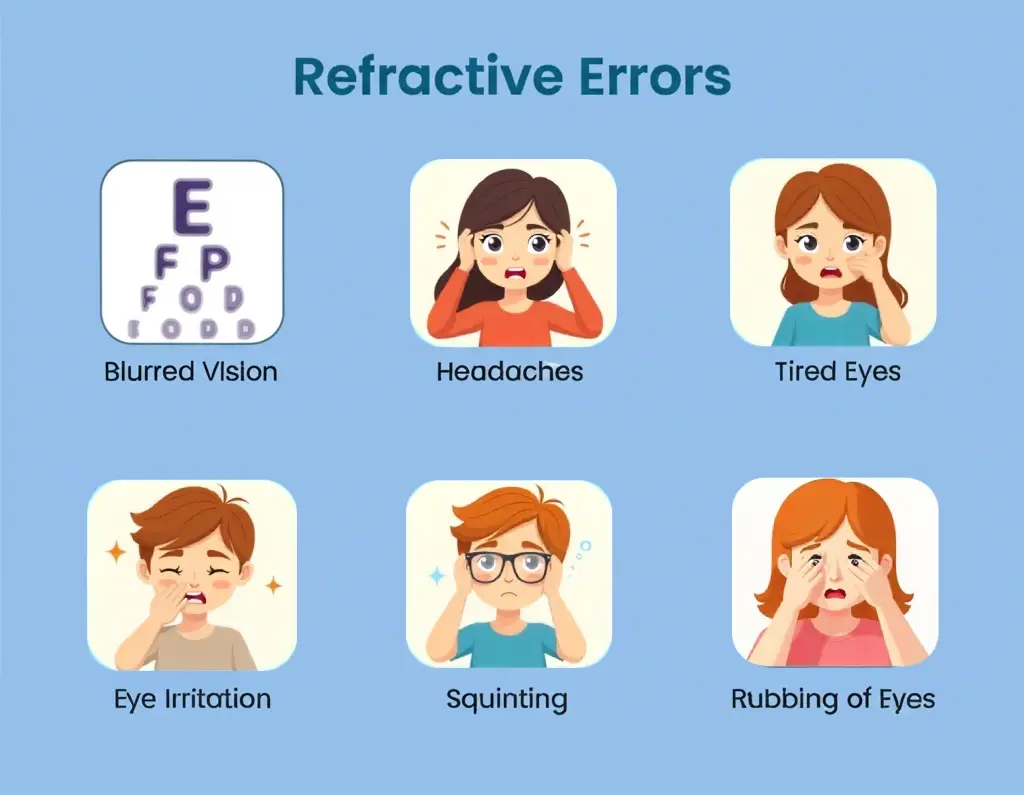 Refractive Errors
E
F P
F O D
I O D D
Blurred VIsion
Headaches
Tired Eyes
Eye Irritation
Squinting
Rubbing of Eyes